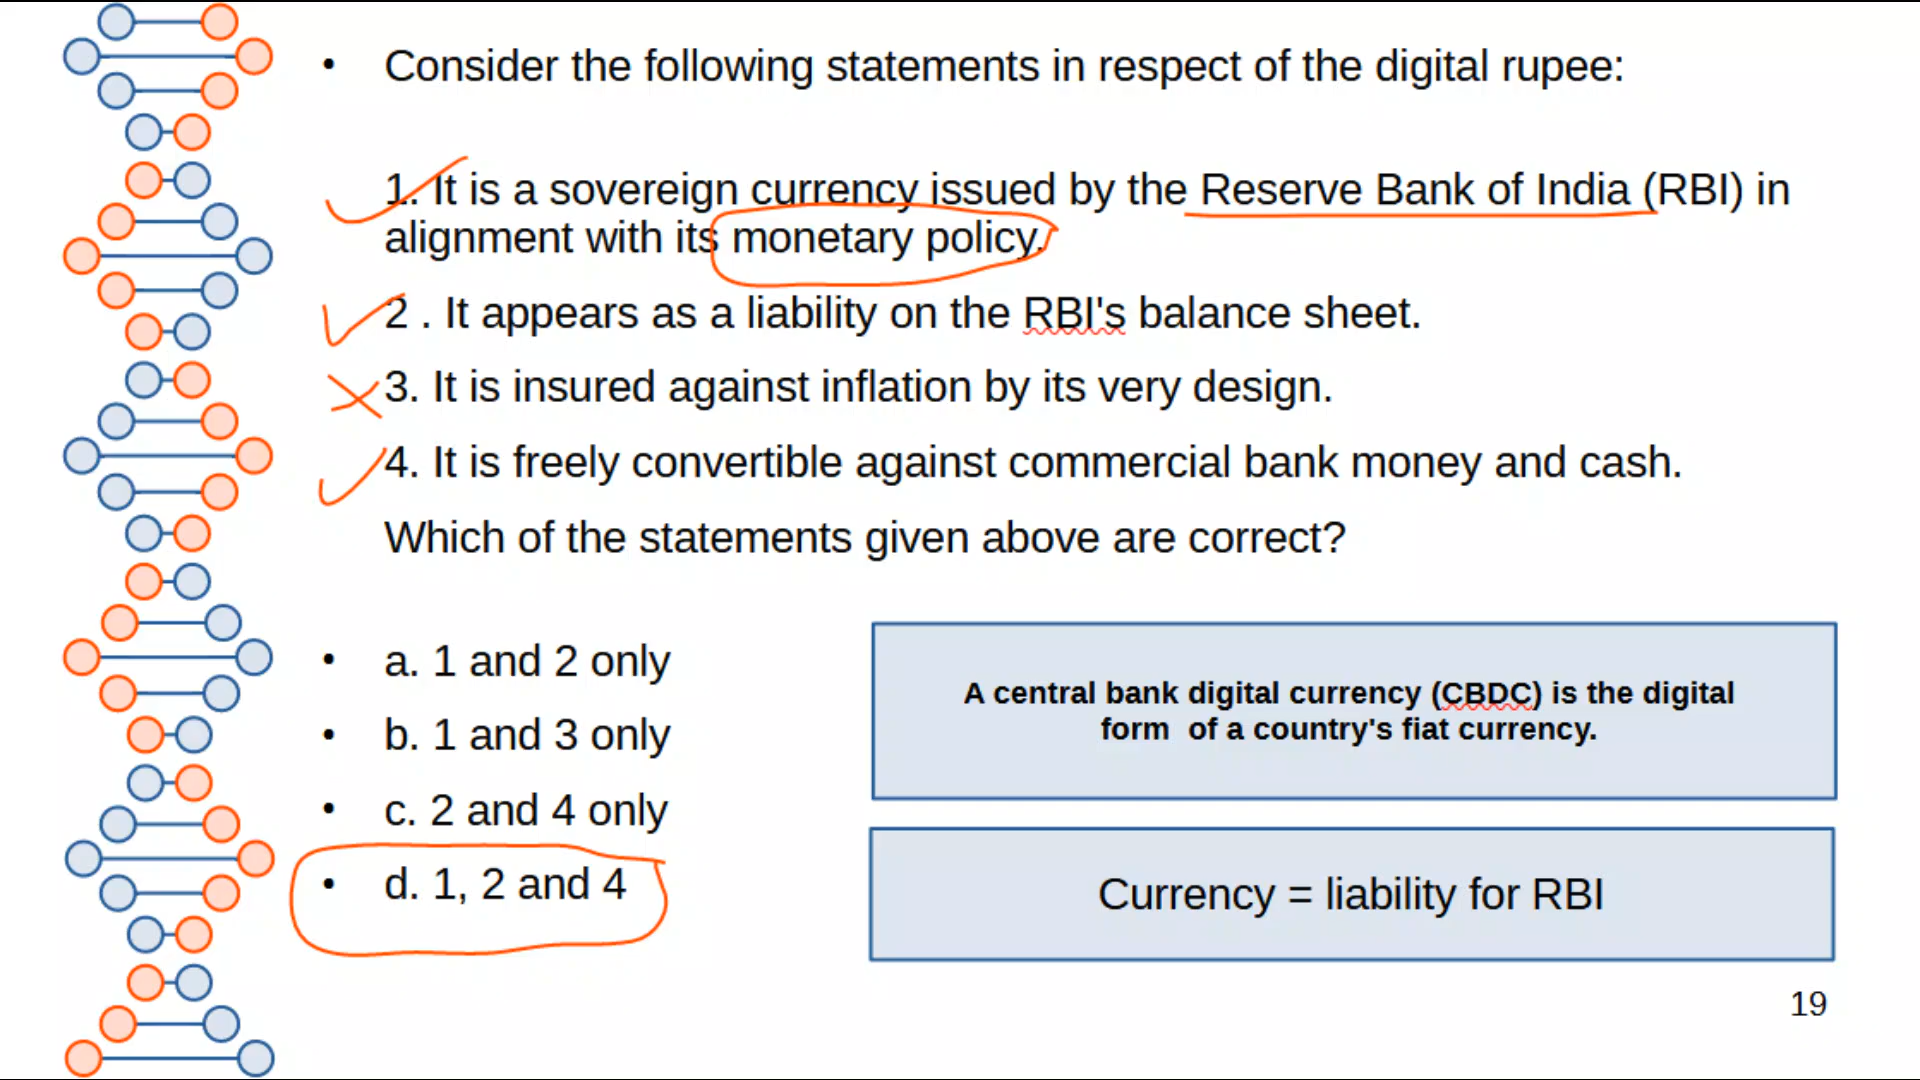 • Consider the following statements in respect of the digital rupee:
1. It is a sovereign currency issued by the Reserve Bank of India (RBI) in
alignment with its monetary policy.
2 . It appears as a liability on the RBI's balance sheet.
3. It is insured against inflation by its very design.
4. It is freely convertible against commercial bank money and cash.
Which of the statements given above are correct?
• a. 1 and 2 only
• b. 1 and 3 only
• c. 2 and 4 only
• d. 1, 2 and 4
A central bank digital currency (CBDC) is the digital
form of a country's fiat currency.
Currency = liability for RBI
19